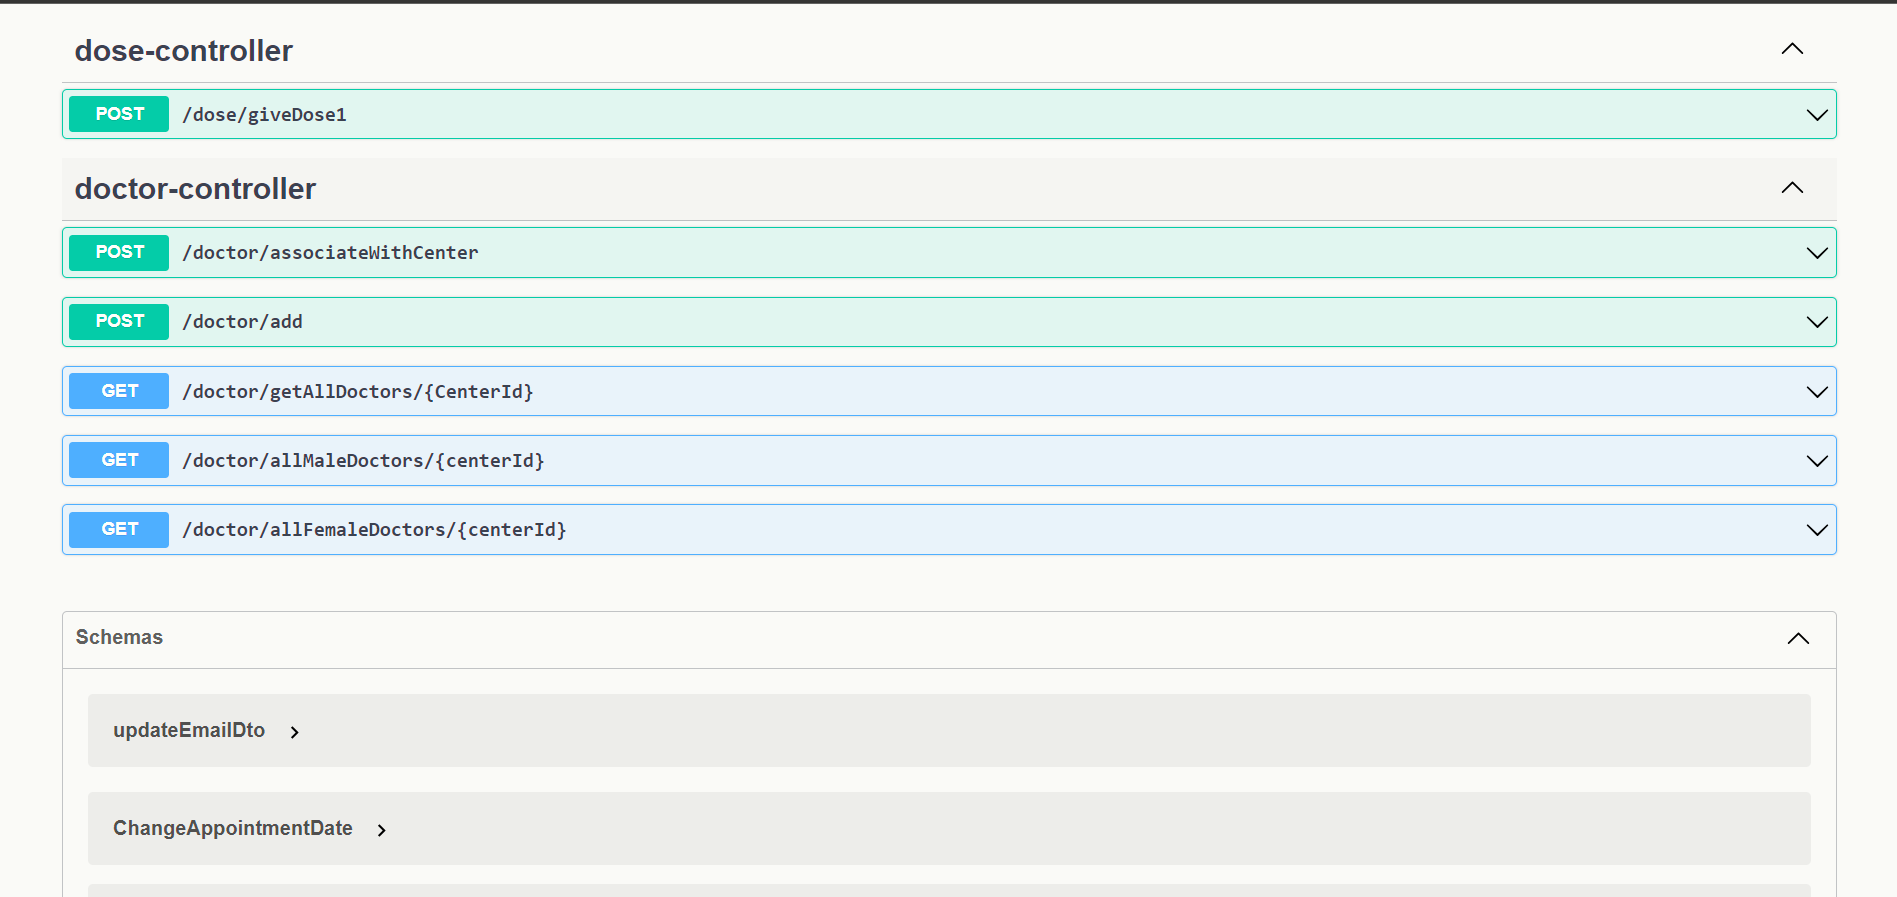 dose-controller
POST /dose/giveDose1
doctor-controller
POST /doctor/associateWithCenter
POST /doctor/add
GET /doctor/getAllDoctors/{CenterId}
GET /doctor/allMaleDoctors/{centerId}
GET /doctor/allFemaleDoctors/{centerId}
Schemas
updateEmailDto
ChangeAppointmentDate